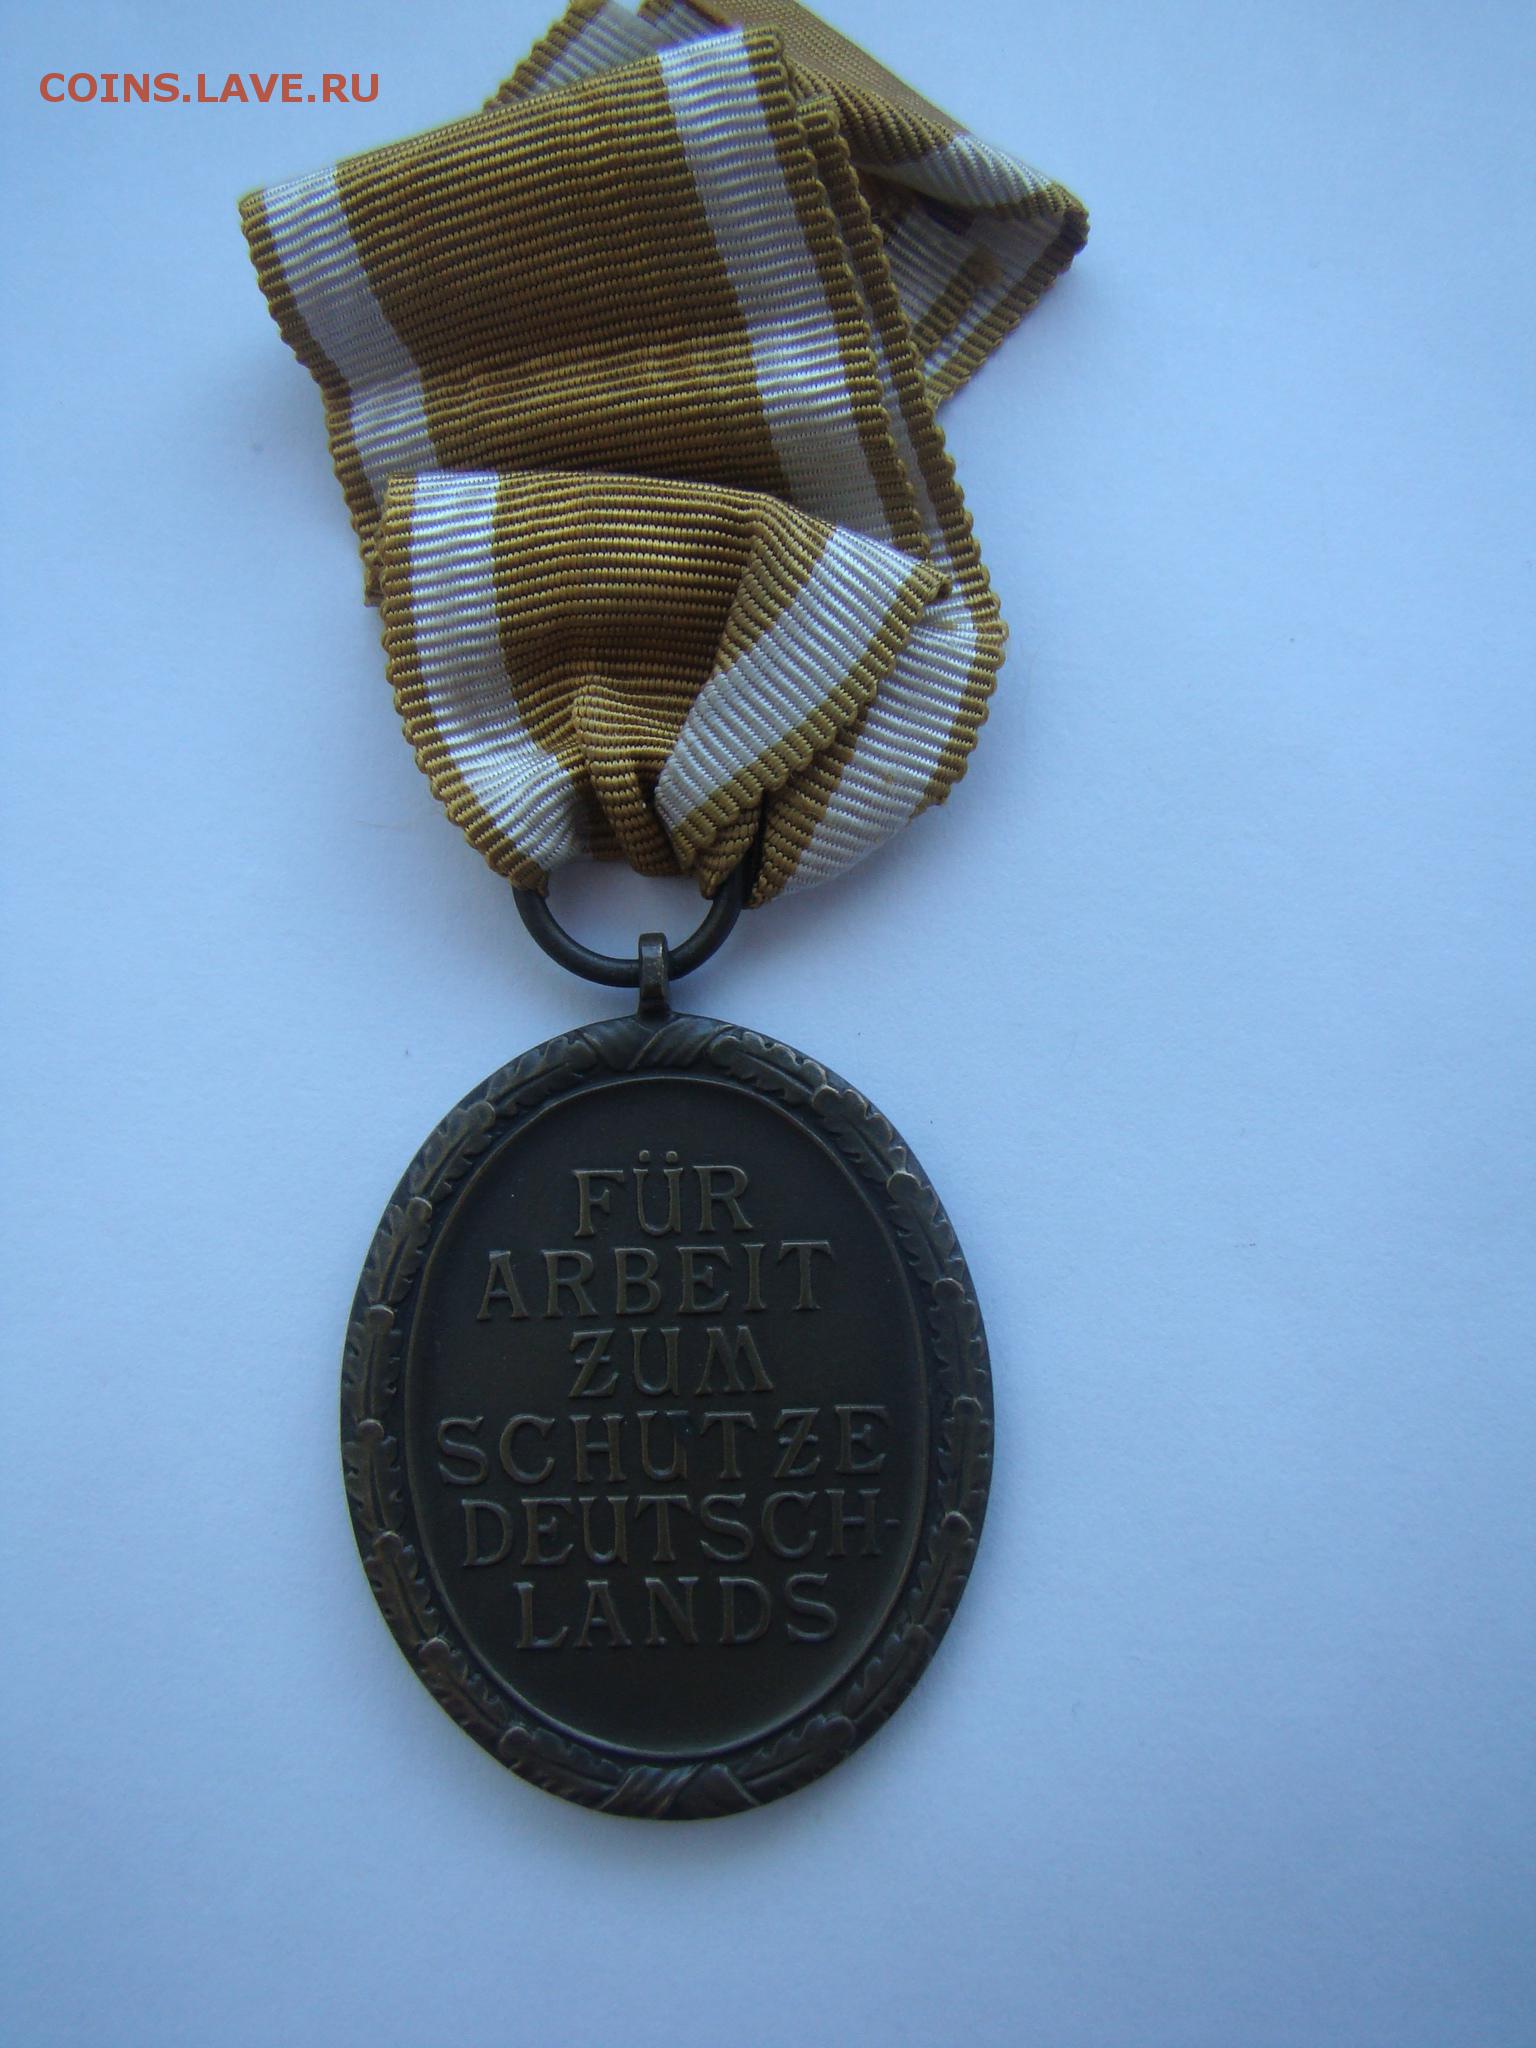 COINS.LAVE.RU
FÜR
ARBEIT
ZUM
SCHUTZE
DEUTSCH-
LANDS